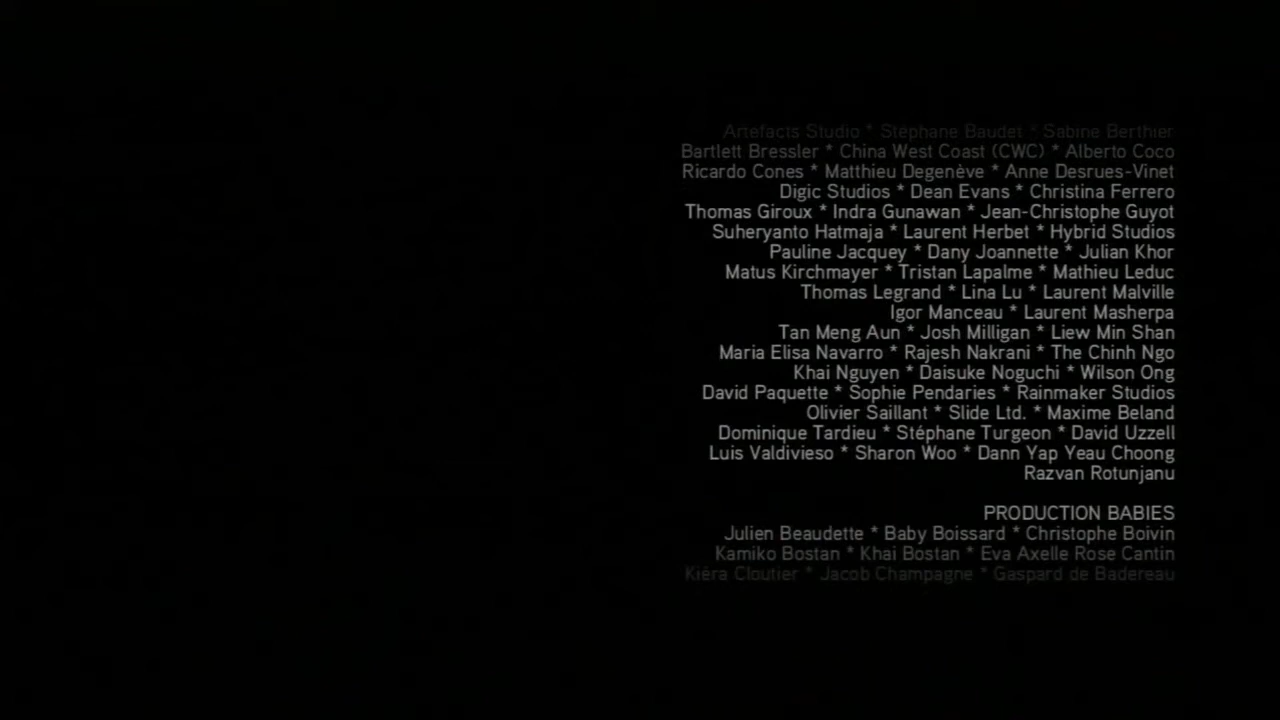 Artefacts Studio * Stéphane Baudet * Sabine Berthier
Bartlett Bressler * China West Coast (CWC) * Alberto Coco
Ricardo Cones * Matthieu Degenève * Anne Desrues-Vinet
Digic Studios * Dean Evans * Christina Ferrero
Thomas Giroux * Indra Gunawan * Jean-Christophe Guyot
Suheryanto Hatmaja * Laurent Herbet * Hybrid Studios
Pauline Jacquey * Dany Joannette * Julian Khor
Matus Kirchmayer * Tristan Lapalme * Mathieu Leduc
Thomas Legrand * Lina Lu * Laurent Malville
Igor Manceau * Laurent Masherpa
Tan Meng Aun * Josh Milligan * Liew Min Shan
Maria Elisa Navarro * Rajesh Nakrani * The Chinh Ngo
Khai Nguyen * Daisuke Noguchi * Wilson Ong
David Paquette * Sophie Pendaries * Rainmaker Studios
Olivier Saillant * Slide Ltd. * Maxime Beland
Dominique Tardieu * Stéphane Turgeon * David Uzzell
Luis Valdivieso * Sharon Woo * Dann Yap Yeau Choong
Razvan Rotunjanu
PRODUCTION BABIES
Julien Beaudette * Baby Boissard * Christophe Boivin
Kamiko Bostan * Khai Bostan * Eva Axelle Rose Cantin
Kiéra Cloutier * Jacob Champagne * Gaspard de Badereau